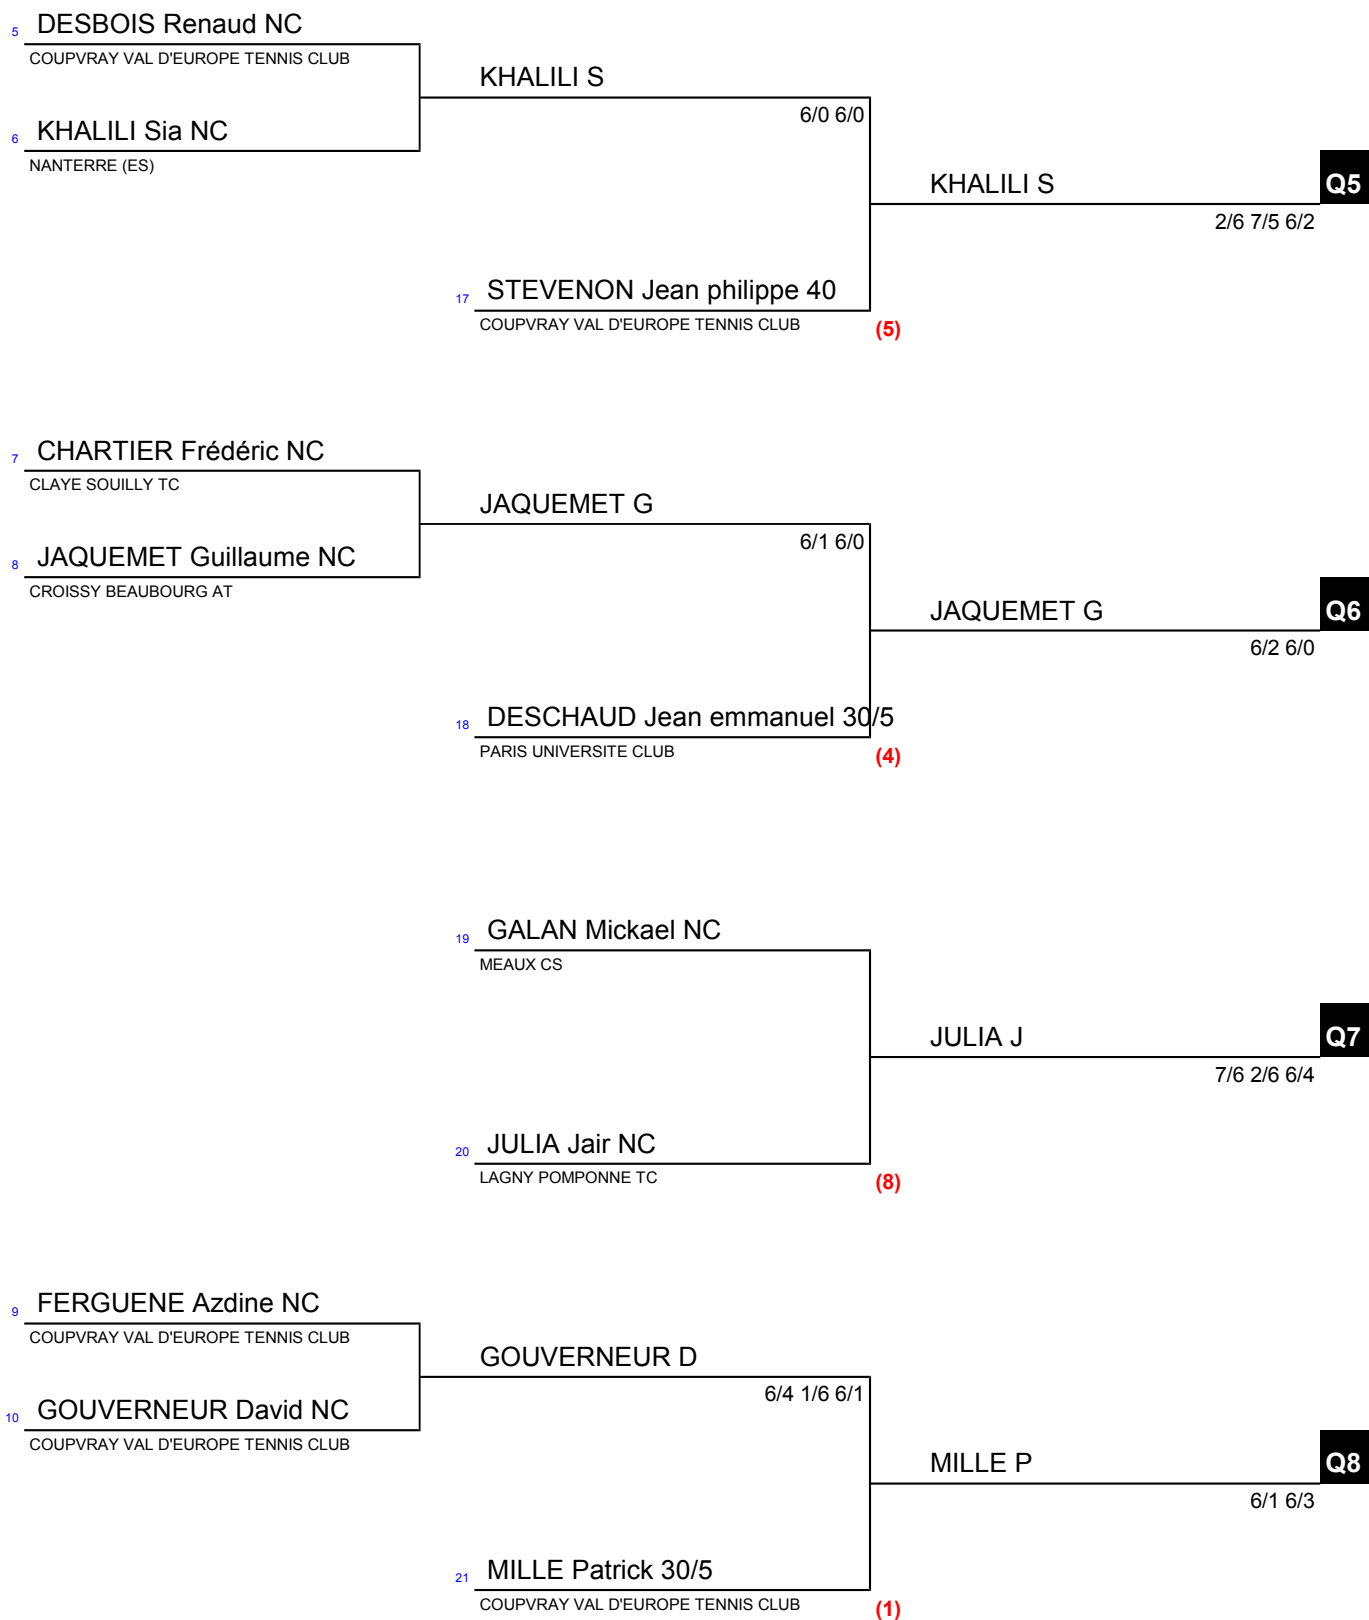 5 DESBOIS Renaud NC
COUPVRAY VAL D'EUROPE TENNIS CLUB
KHALILI S
6/0 6/0
6 KHALILI Sia NC
NANTERRE (ES)
KHALILI S
Q5
2/6 7/5 6/2
17 STEVENON Jean philippe 40
COUPVRAY VAL D'EUROPE TENNIS CLUB
(5)
7 CHARTIER Frédéric NC
CLAYE SOUILLY TC
JAQUEMET G
6/1 6/0
8 JAQUEMET Guillaume NC
CROISSY BEAUBOURG AT
JAQUEMET G
Q6
6/2 6/0
18 DESCHAUD Jean emmanuel 30/5
PARIS UNIVERSITE CLUB
(4)
19 GALAN Mickael NC
MEAUX CS
JULIA J
Q7
7/6 2/6 6/4
20 JULIA Jair NC
LAGNY POMPONNE TC
(8)
9 FERGUENE Azdine NC
COUPVRAY VAL D'EUROPE TENNIS CLUB
GOUVERNEUR D
6/4 1/6 6/1
10 GOUVERNEUR David NC
COUPVRAY VAL D'EUROPE TENNIS CLUB
MILLE P
Q8
6/1 6/3
21 MILLE Patrick 30/5
COUPVRAY VAL D'EUROPE TENNIS CLUB
(1)